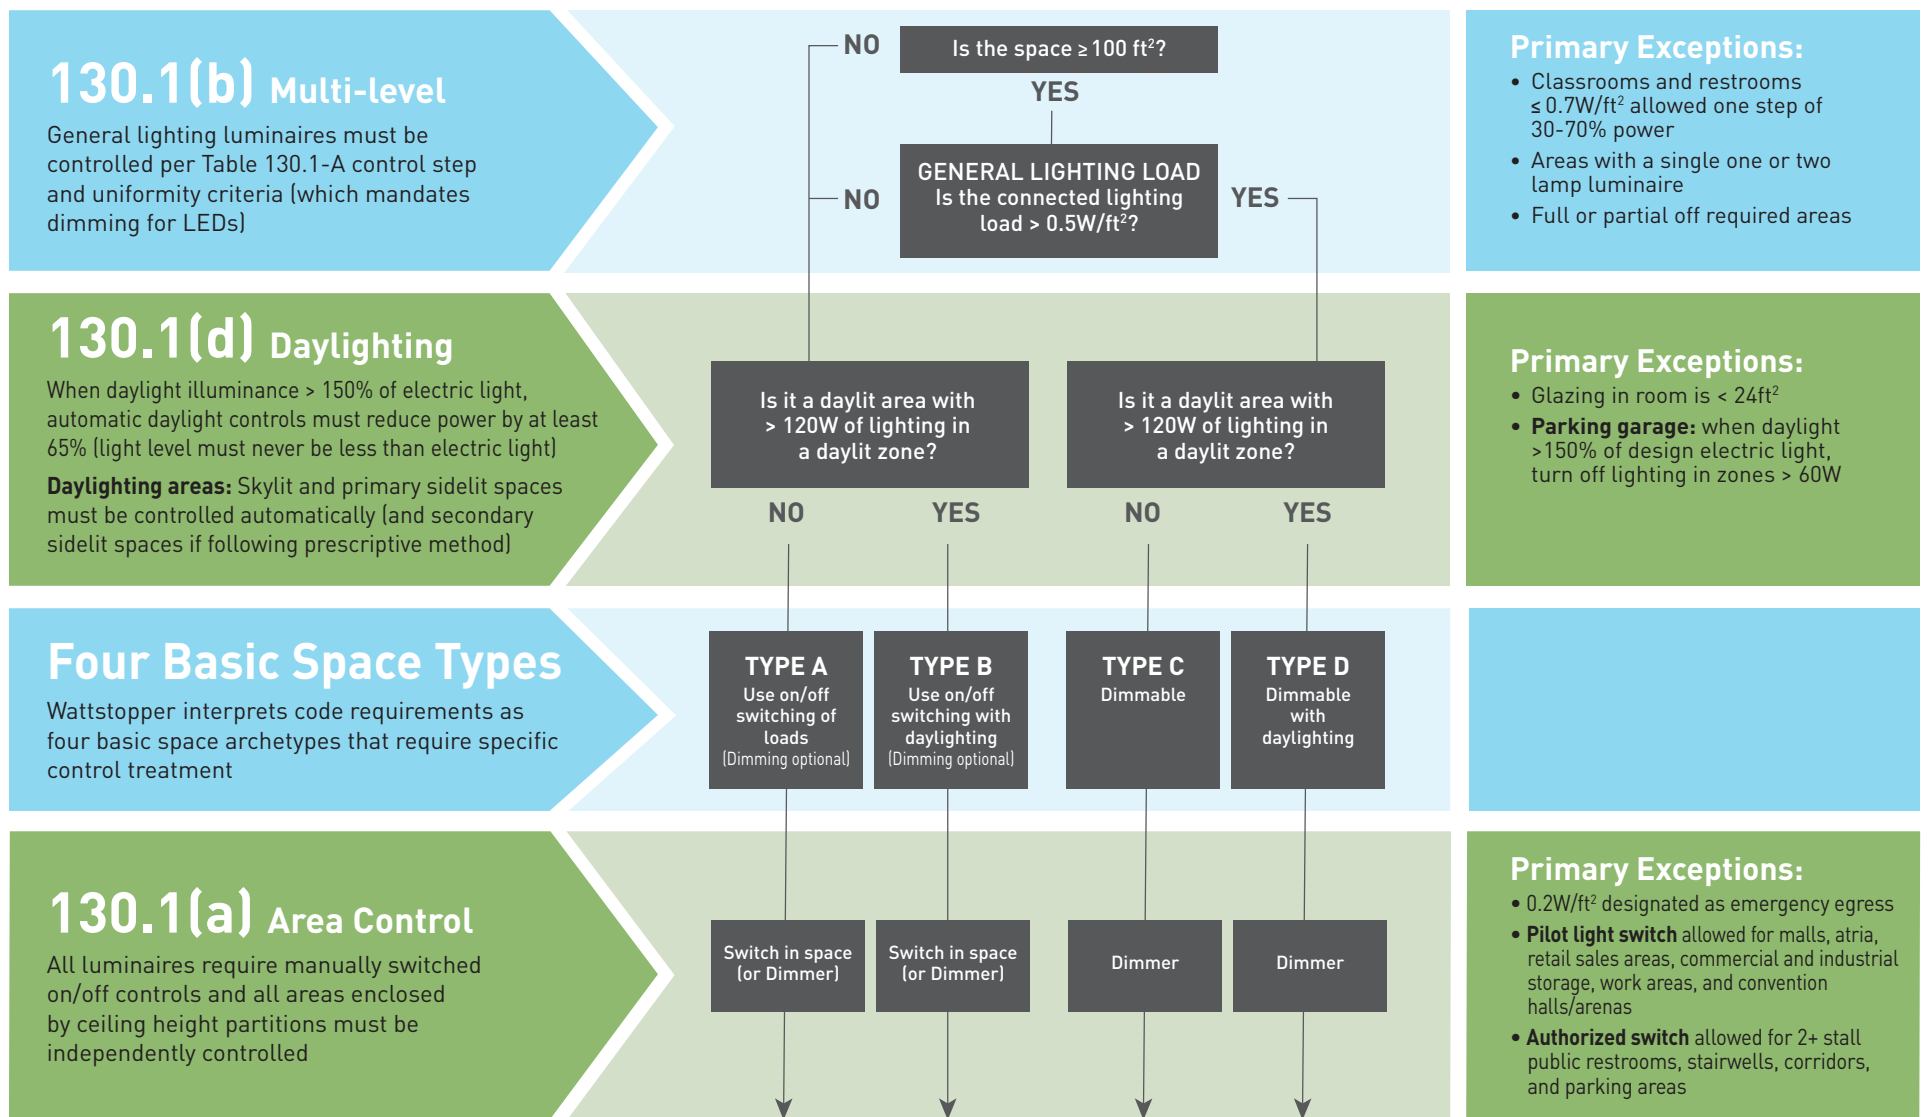 130.1(b) Multi-level
General lighting luminaires must be
controlled per Table 130.1-A control step
and uniformity criteria (which mandates
dimming for LEDs)
NO
Is the space ≥ 100 ft²?
YES
NO
GENERAL LIGHTING LOAD
Is the connected lighting
load > 0.5W/ft²?
YES
Primary Exceptions:
• Classrooms and restrooms
≤ 0.7W/ft² allowed one step of
30-70% power
• Areas with a single one or two
lamp luminaire
• Full or partial off required areas
130.1(d) Daylighting
When daylight illuminance > 150% of electric light,
automatic daylight controls must reduce power by at least
65% (light level must never be less than electric light)
Daylighting areas: Skylit and primary sidelit spaces
must be controlled automatically (and secondary
sidelit spaces if following prescriptive method)
Is it a daylit area with
> 120W of lighting in
a daylit zone?
NO
YES
Is it a daylit area with
> 120W of lighting in
a daylit zone?
NO
YES
Primary Exceptions:
• Glazing in room is < 24ft²
• Parking garage: when daylight
>150% of design electric light,
turn off lighting in zones > 60W
Four Basic Space Types
Wattstopper interprets code requirements as
four basic space archetypes that require specific
control treatment
TYPE A
Use on/off
switching of
loads
(Dimming optional)
TYPE B
Use on/off
switching with
daylighting
(Dimming optional)
TYPE C
Dimmable
TYPE D
Dimmable
with
daylighting
130.1(a) Area Control
All luminaires require manually switched
on/off controls and all areas enclosed
by ceiling height partitions must be
independently controlled
Switch in space
(or Dimmer)
Switch in space
(or Dimmer)
Dimmer
Dimmer
Primary Exceptions:
• 0.2W/ft² designated as emergency egress
• Pilot light switch allowed for malls, atria,
retail sales areas, commercial and industrial
storage, work areas, and convention
halls/arenas
• Authorized switch allowed for 2+ stall
public restrooms, stairwells, corridors,
and parking areas